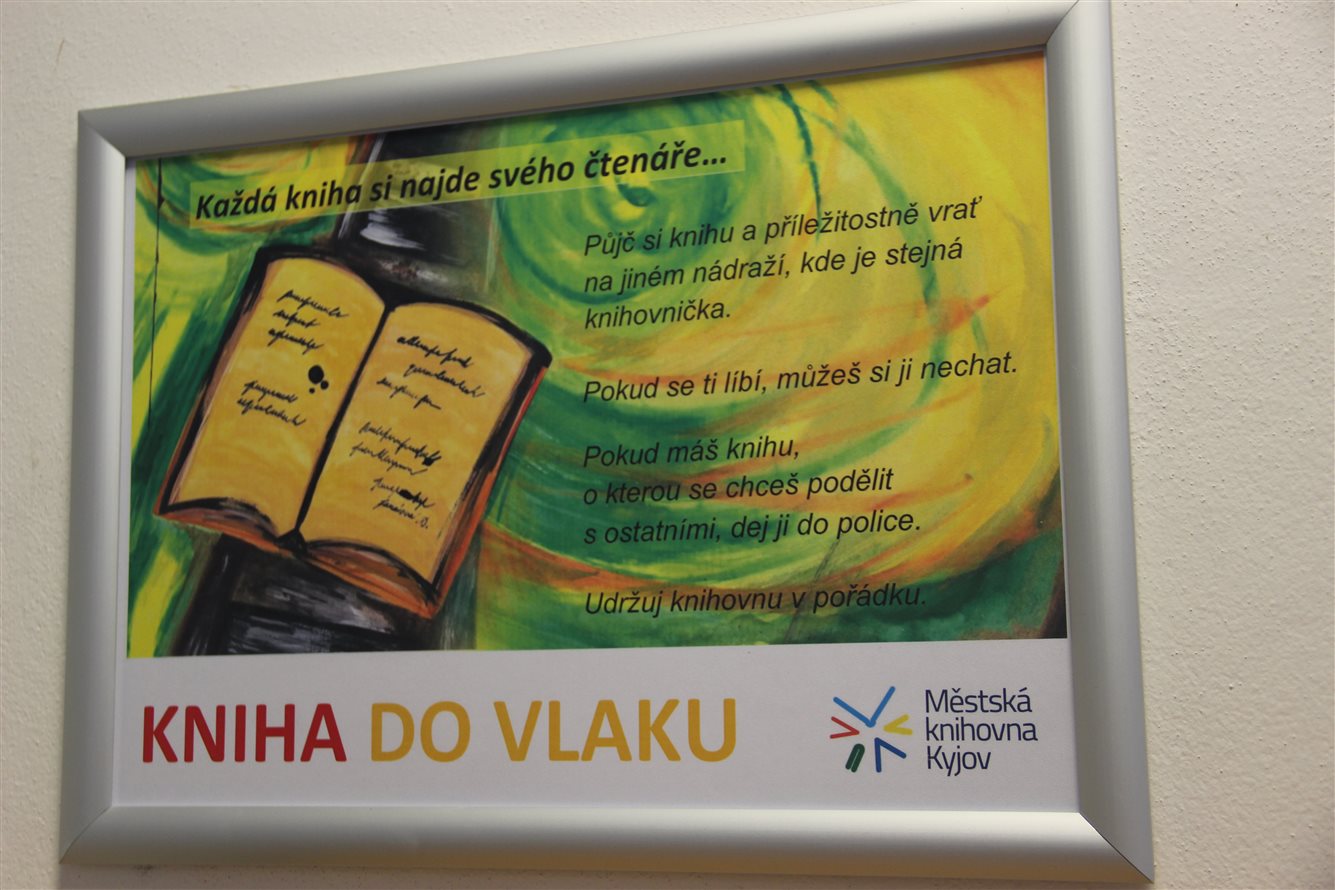 Každá kniha si najde svého čtenáře...
Půjč si knihu a příležitostně vrať
na jiném nádraží, kde je stejná
knihovnička.
Pokud se ti líbí, můžeš si ji nechat.
Pokud máš knihu,
o kterou se chceš podělit
s ostatními, dej ji do police.
Udržuj knihovnu v pořádku.
KNIHA DO VLAKU
Městská
knihovna
Kyjov